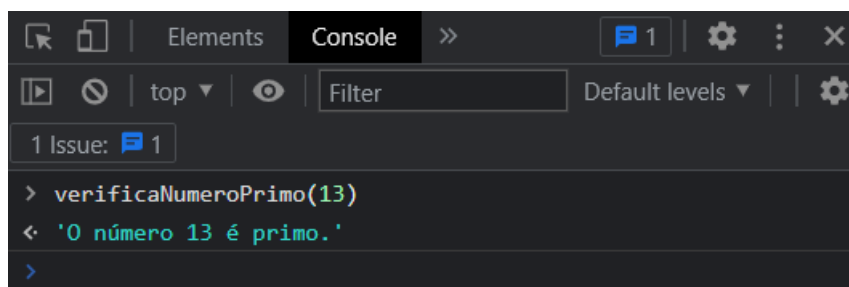 Elements Console » 1
top ▼ Filter Default levels ▼
1 Issue: 1
> verificaNumeroPrimo(13)
<· 'O número 13 é primo.'
>